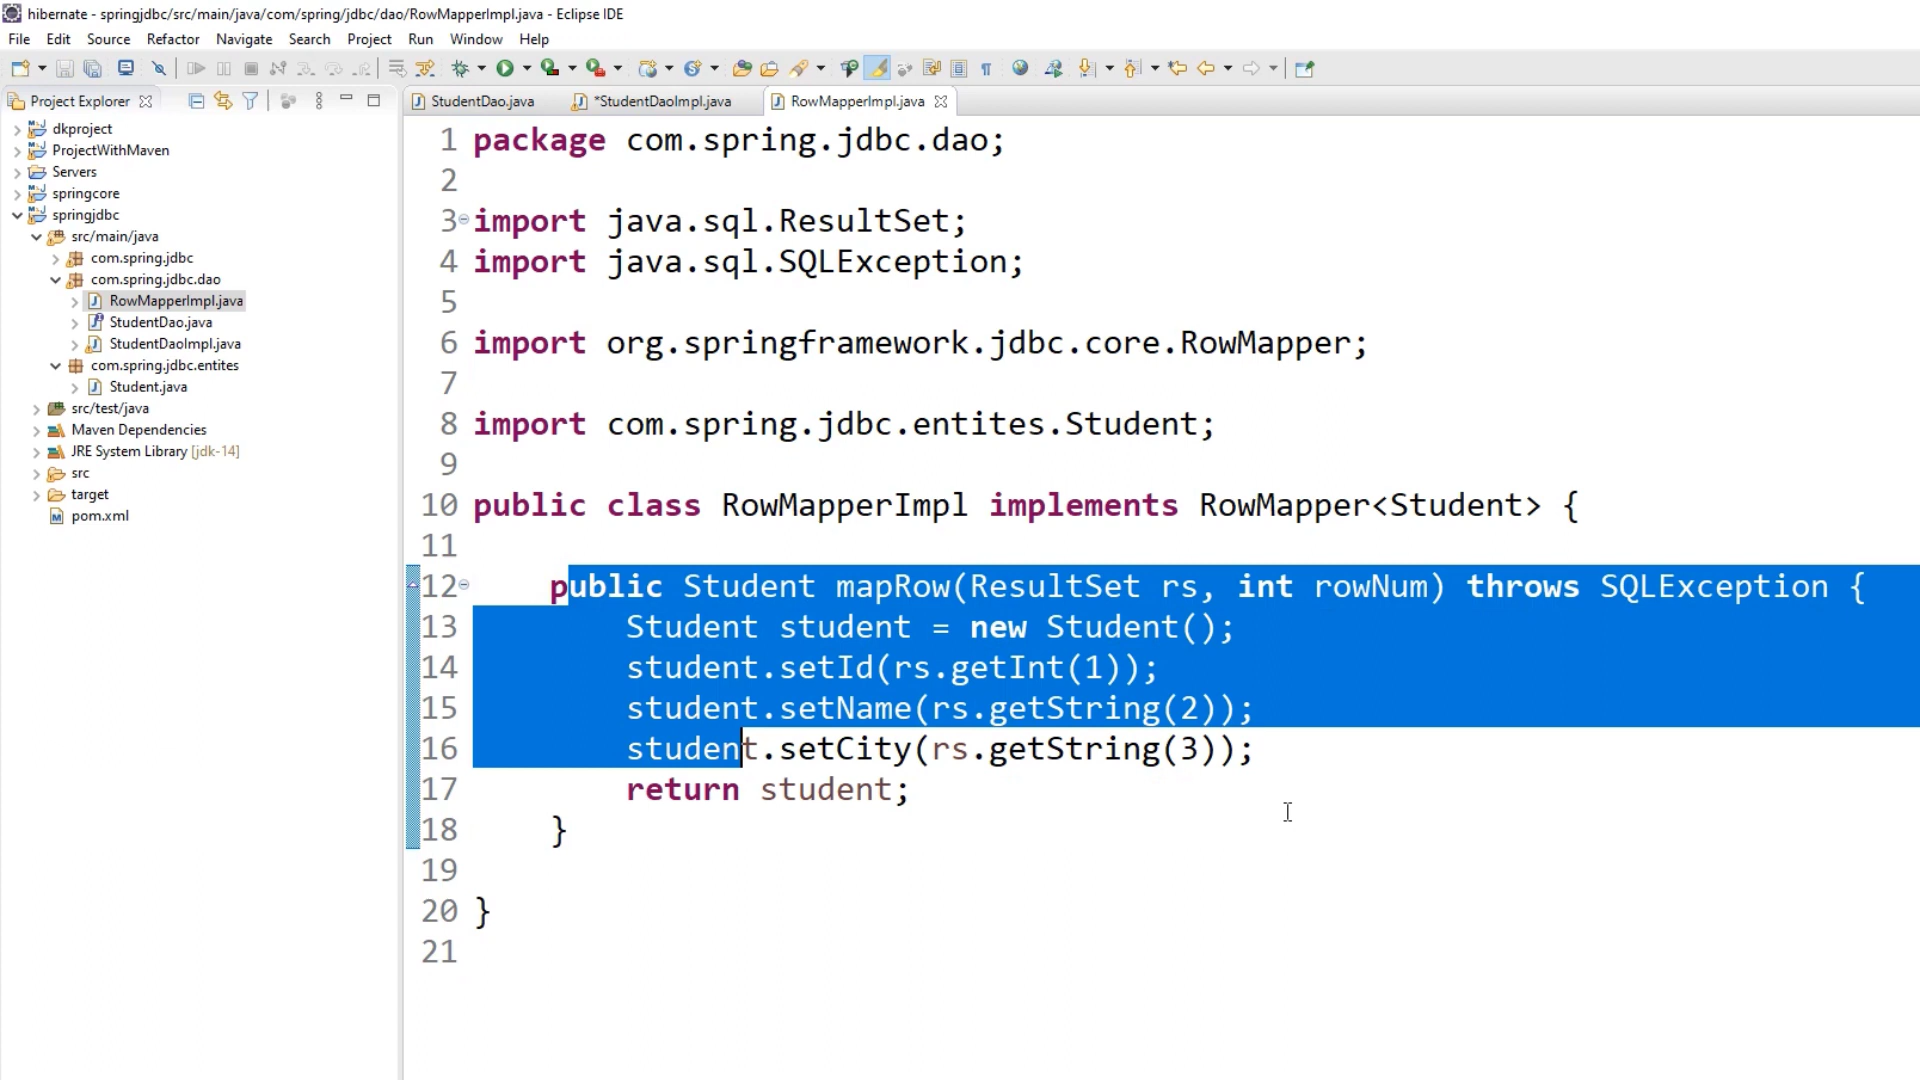 hibernate - springjdbc/src/main/java/com/spring/jdbc/dao/RowMapperImpl.java - Eclipse IDE
File Edit Source Refactor Navigate Search Project Run Window Help
Project Explorer
StudentDao.java *StudentDaoImpl.java RowMapperImpl.java
dkproject
ProjectWithMaven
Servers
springcore
springjdbc
src/main/java
com.spring.jdbc
com.spring.jdbc.dao
RowMapperImpl.java
StudentDao.java
StudentDaoImpl.java
com.spring.jdbc.entites
Student.java
src/test/java
Maven Dependencies
JRE System Library [jdk-14]
src
target
pom.xml
1 package com.spring.jdbc.dao;
2
3 import java.sql.ResultSet;
4 import java.sql.SQLException;
5
6 import org.springframework.jdbc.core.RowMapper;
7
8 import com.spring.jdbc.entites.Student;
9
10 public class RowMapperImpl implements RowMapper<Student> {
11
12 public Student mapRow(ResultSet rs, int rowNum) throws SQLException {
13 Student student = new Student();
14 student.setId(rs.getInt(1));
15 student.setName(rs.getString(2));
16 student.setCity(rs.getString(3));
17 return student;
18 }
19
20 }
21